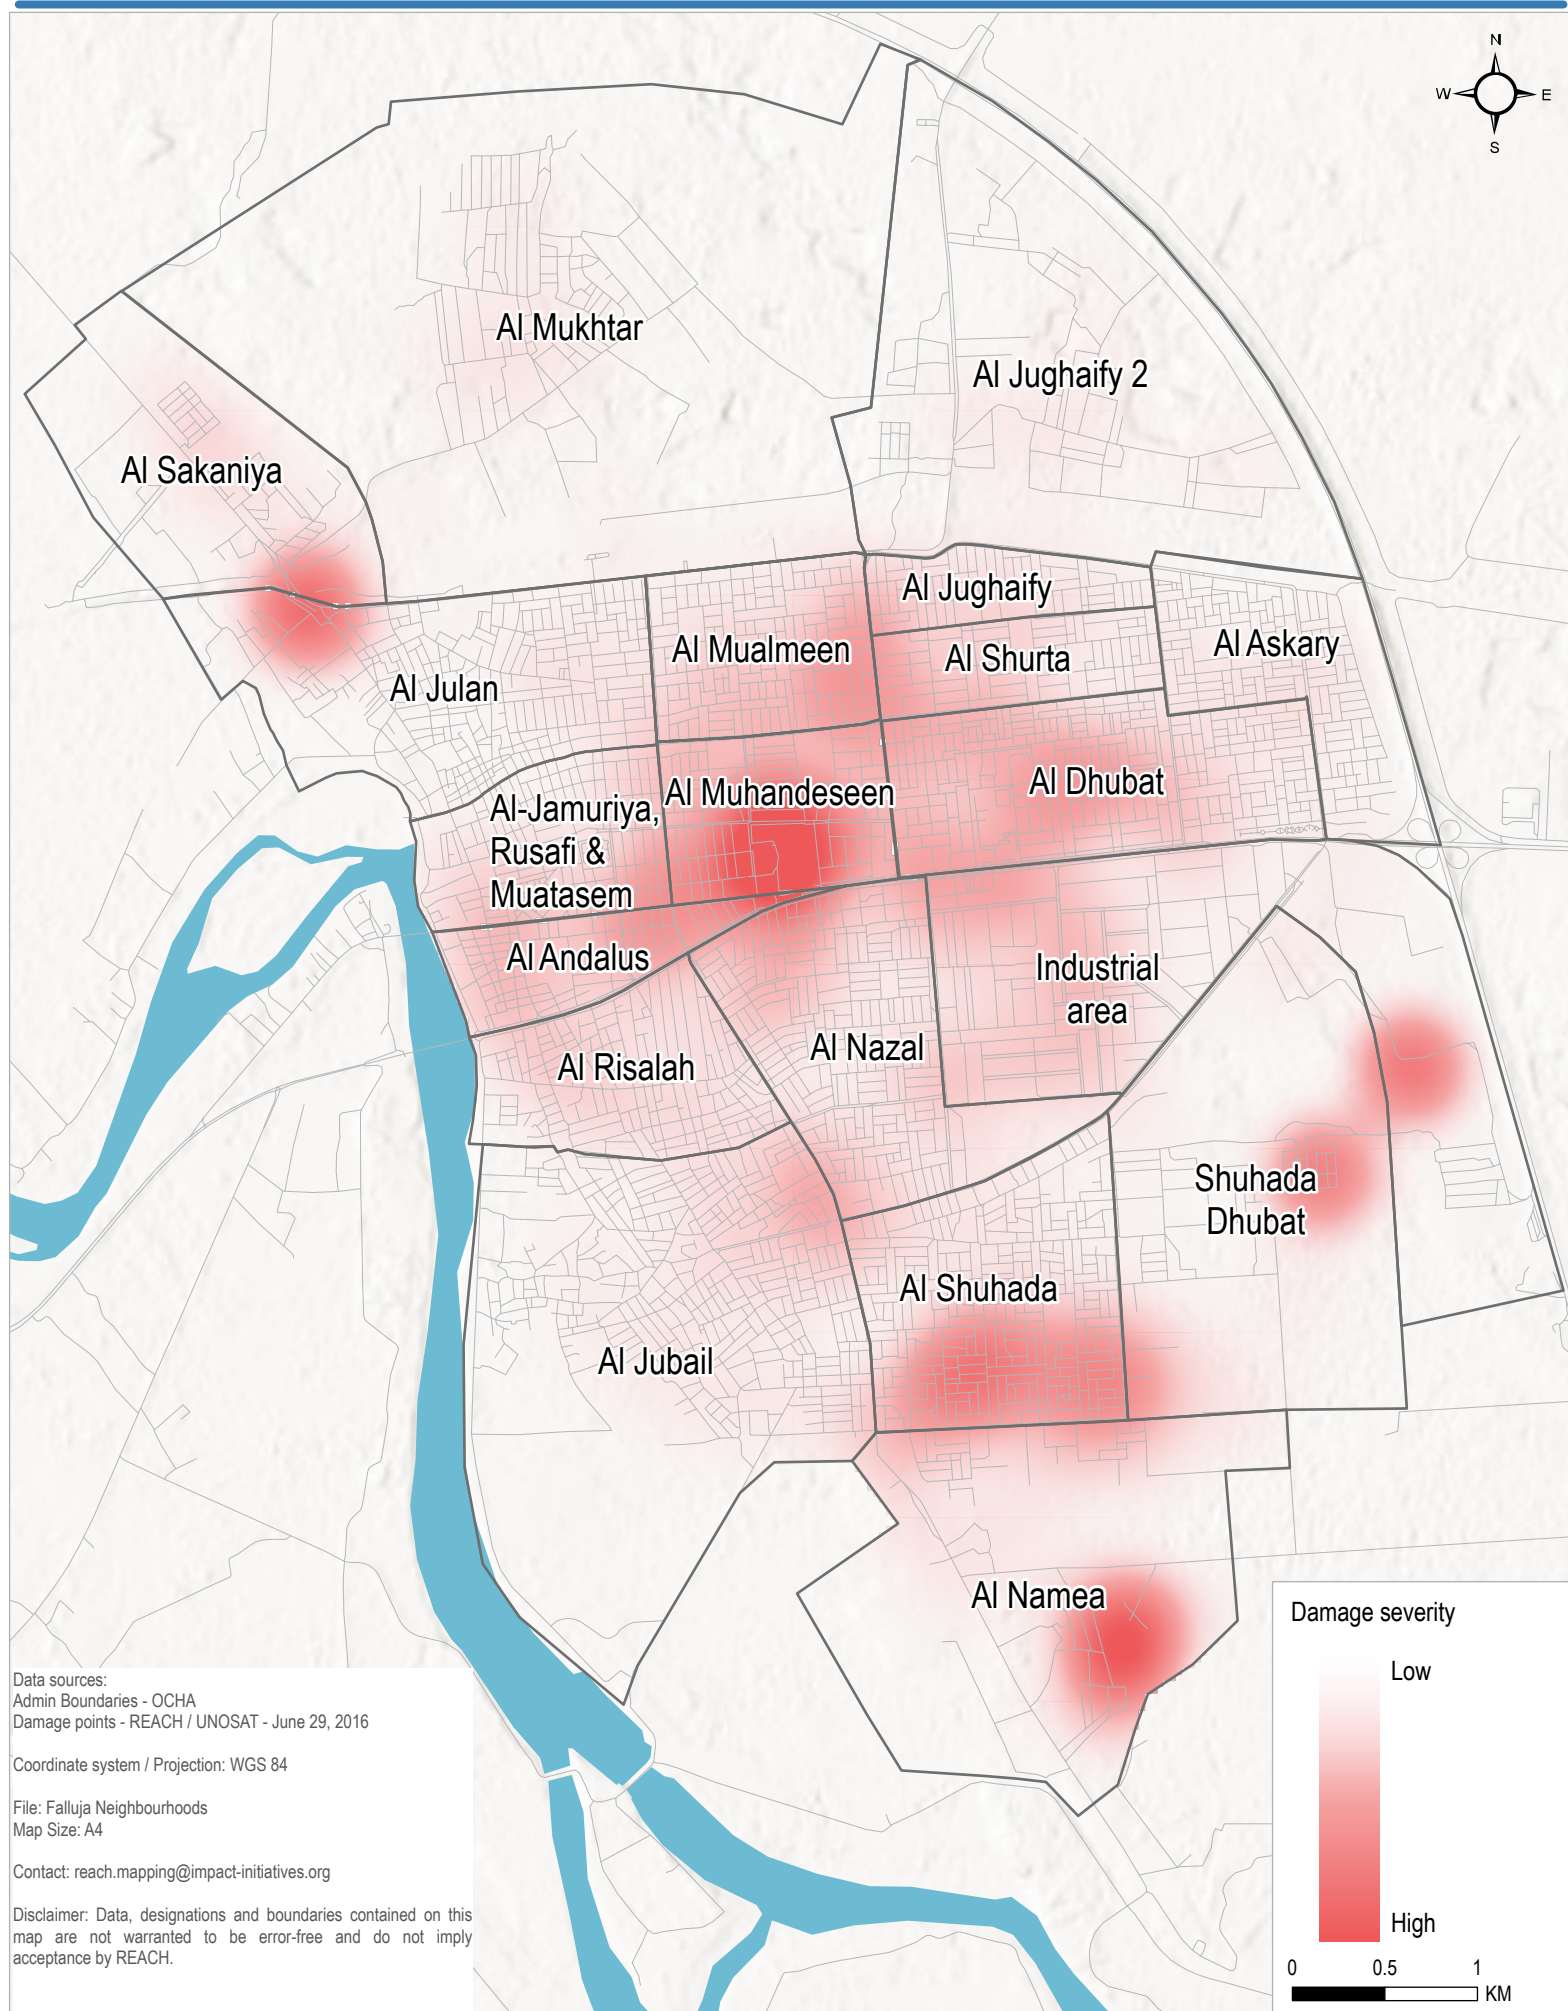 N
W
E
S
Al Mukhtar
Al Jughaify 2
Al Sakaniya
Al Jughaify
Al Mualmeen
Al Shurta
Al Askary
Al Julan
Al Muhandeseen
Al Dhubat
Al-Jamuriya,
Rusafi &
Muatasem
Al Andalus
Industrial
area
Al Risalah
Al Nazal
Shuhada
Dhubat
Al Shuhada
Al Jubail
Al Namea
Damage severity
Low
High
0 0.5 1
KM
Data sources:
Admin Boundaries - OCHA
Damage points - REACH / UNOSAT - June 29, 2016
Coordinate system / Projection: WGS 84
File: Falluja Neighbourhoods
Map Size: A4
Contact: reach.mapping@impact-initiatives.org
Disclaimer: Data, designations and boundaries contained on this
map are not warranted to be error-free and do not imply
acceptance by REACH.